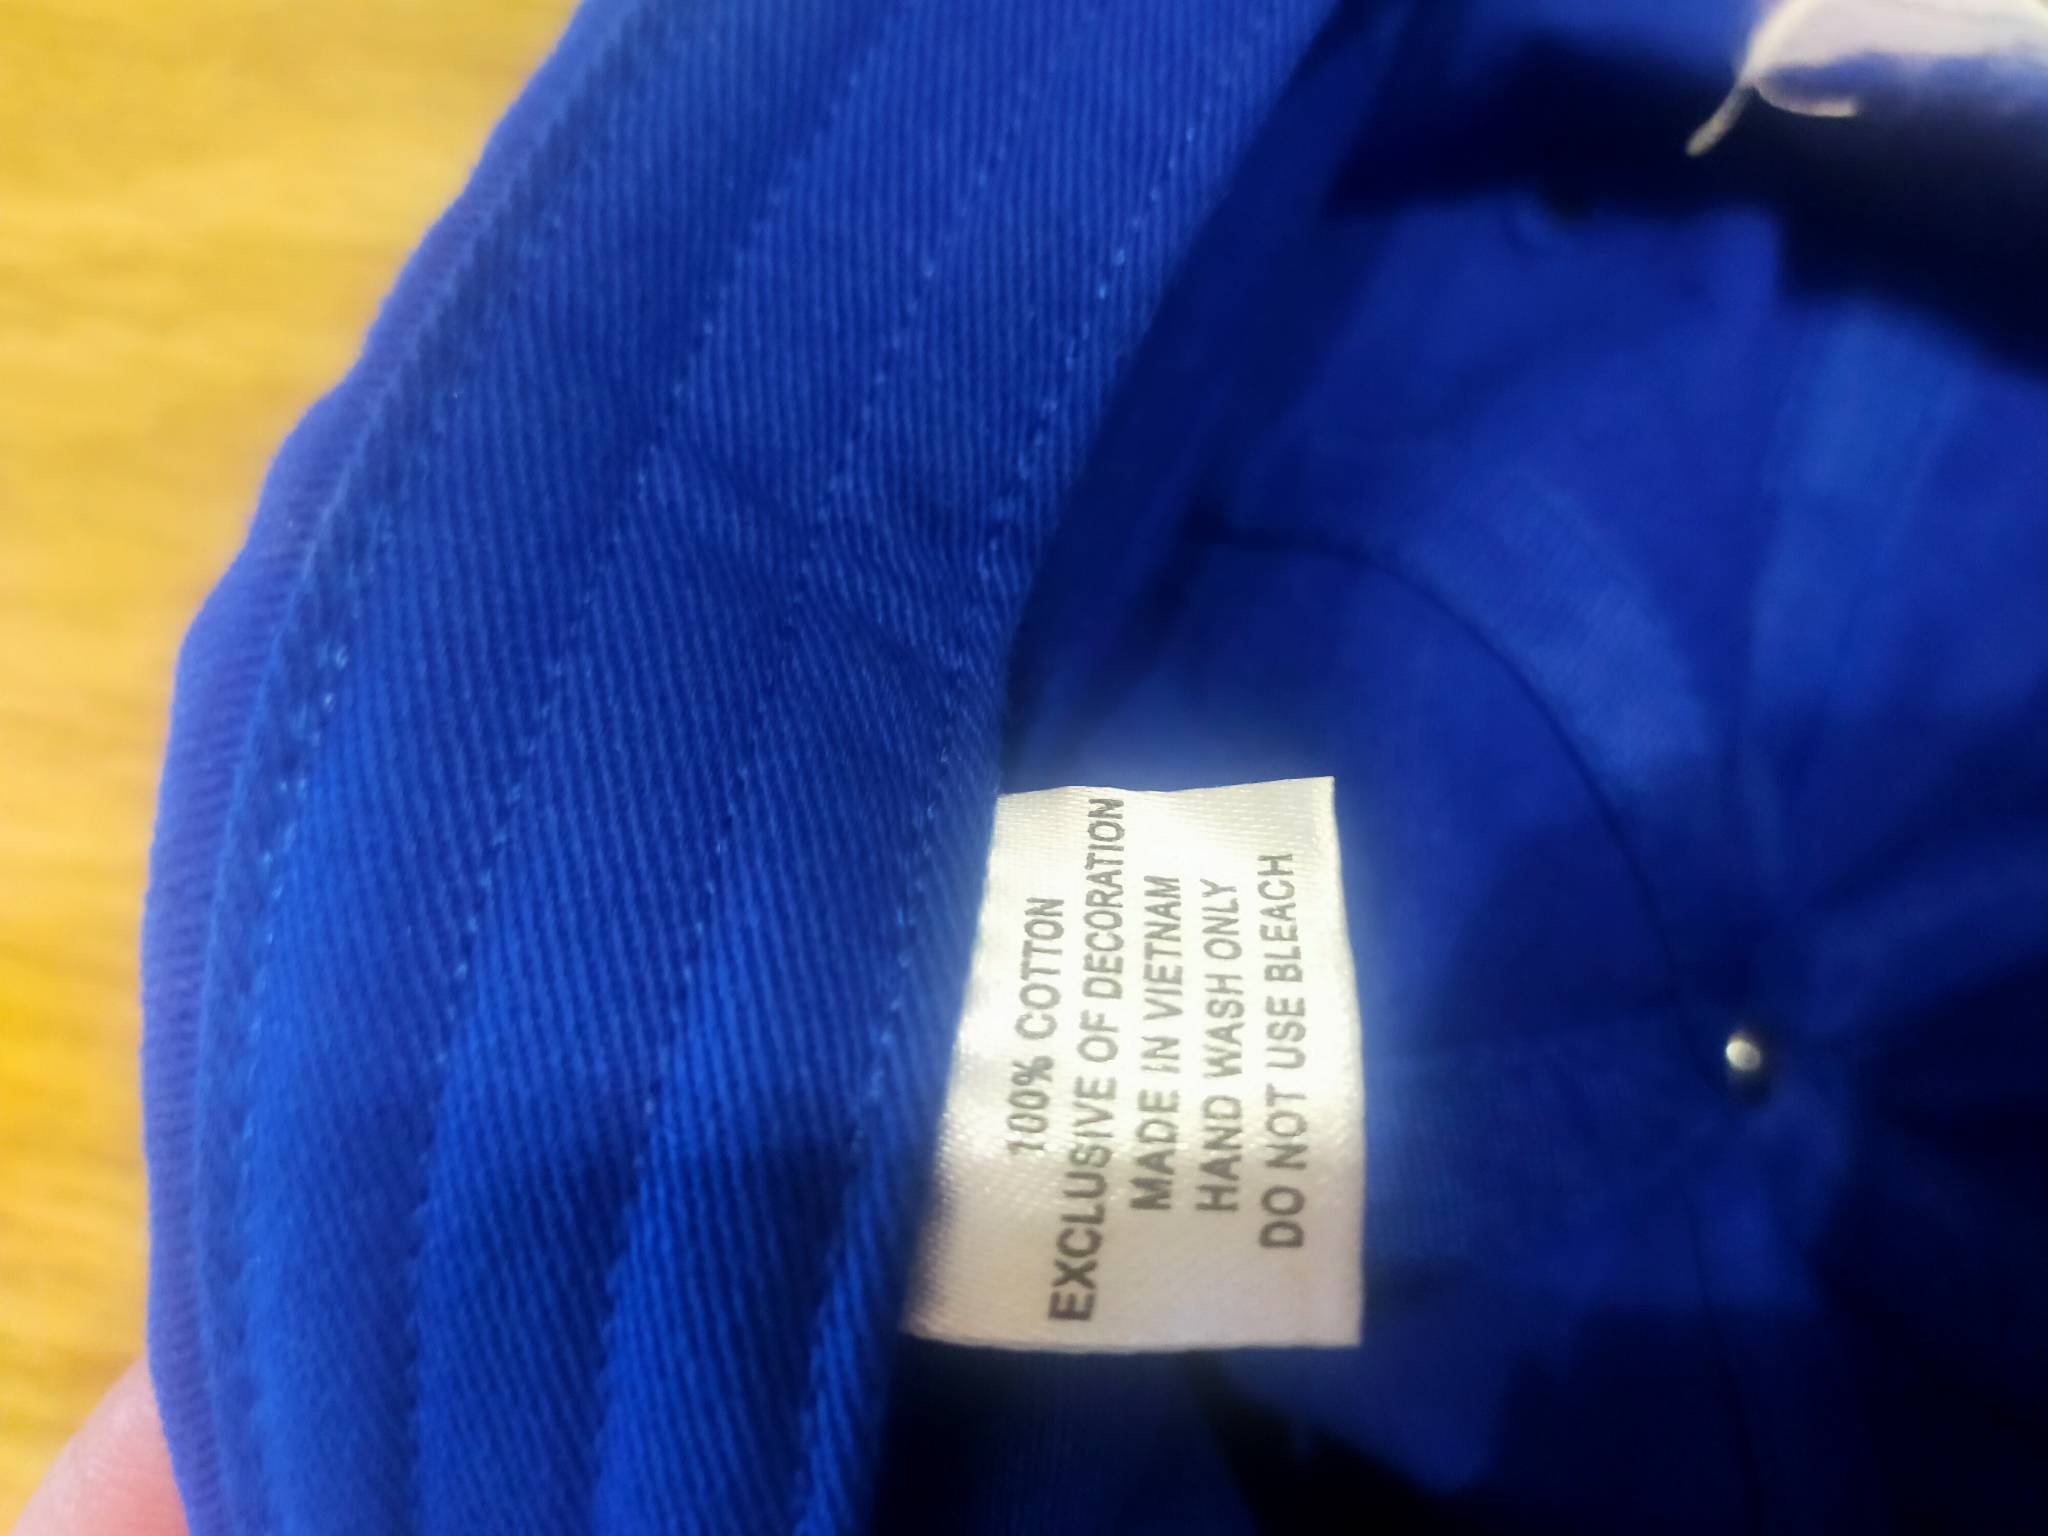 100% COTTON
EXCLUSIVE OF DECORATION
MADE IN VIETNAM
HAND WASH ONLY
DO NOT USE BLEACH